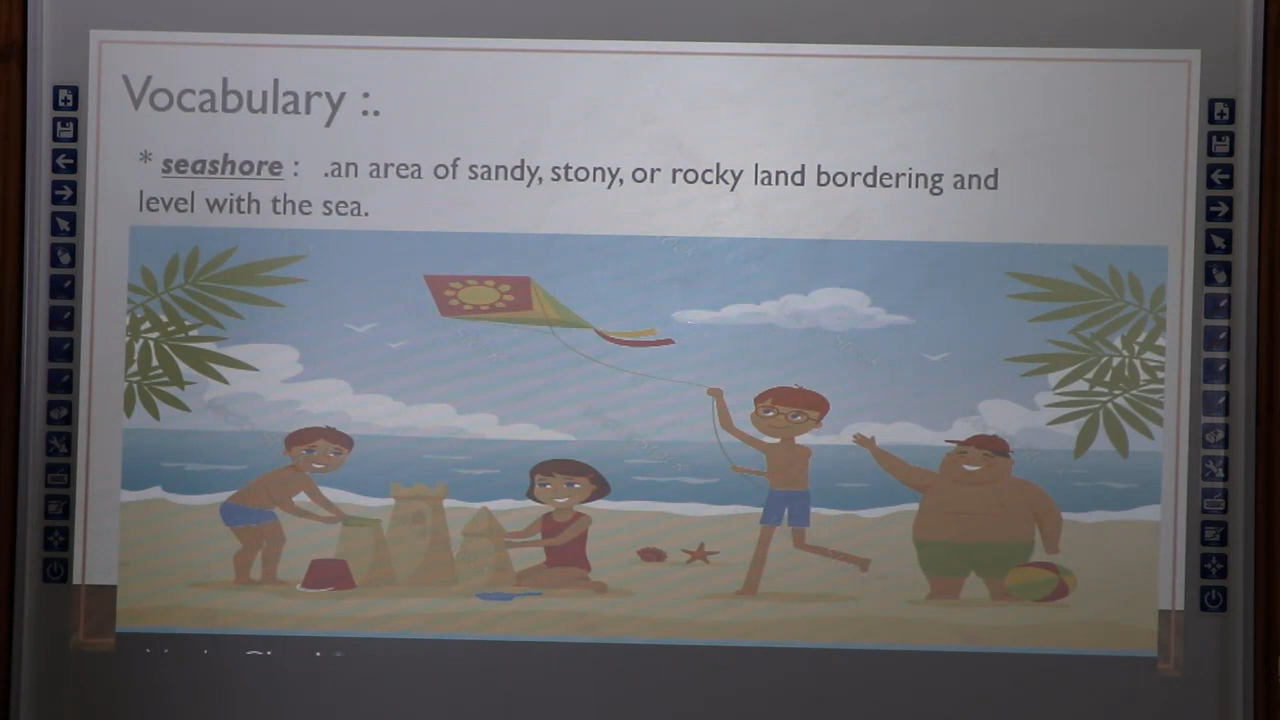 Vocabulary :.
* seashore : .an area of sandy, stony, or rocky land bordering and
level with the sea.